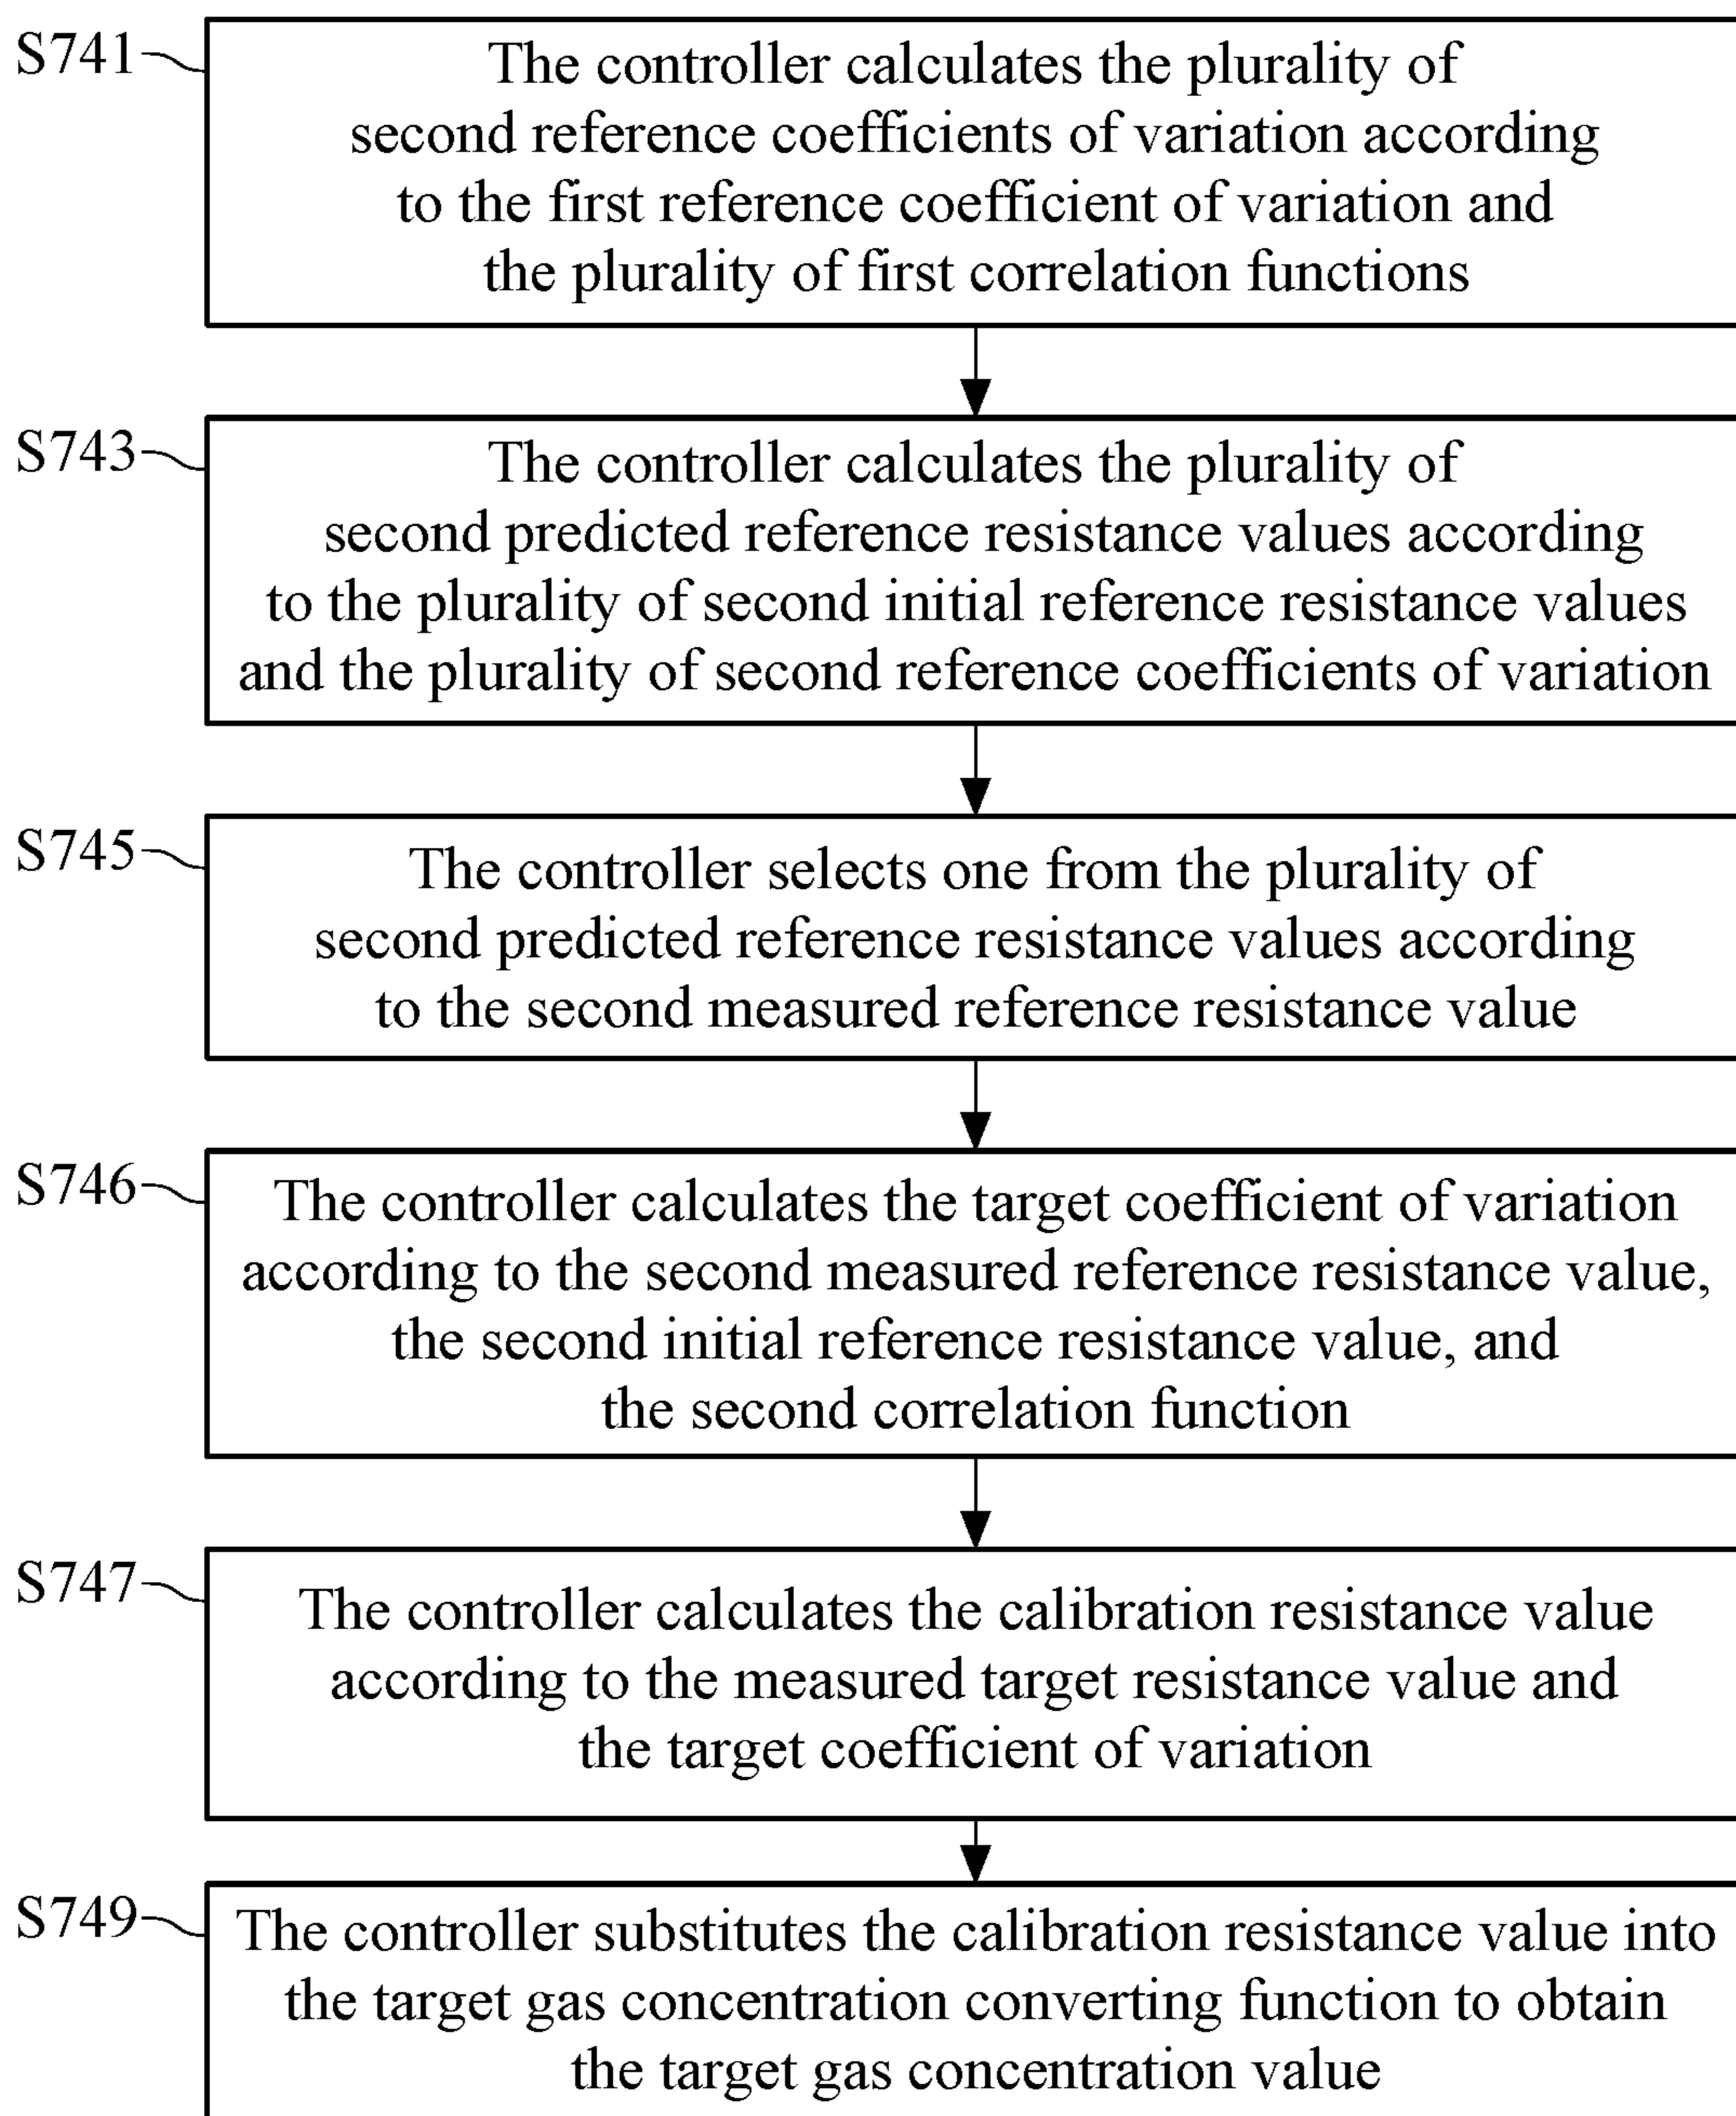 S741
The controller calculates the plurality of
second reference coefficients of variation according
to the first reference coefficient of variation and
the plurality of first correlation functions
S743
The controller calculates the plurality of
second predicted reference resistance values according
to the plurality of second initial reference resistance values
and the plurality of second reference coefficients of variation
S745
The controller selects one from the plurality of
second predicted reference resistance values according
to the second measured reference resistance value
S746
The controller calculates the target coefficient of variation
according to the second measured reference resistance value,
the second initial reference resistance value, and
the second correlation function
S747
The controller calculates the calibration resistance value
according to the measured target resistance value and
the target coefficient of variation
S749
The controller substitutes the calibration resistance value into
the target gas concentration converting function to obtain
the target gas concentration value